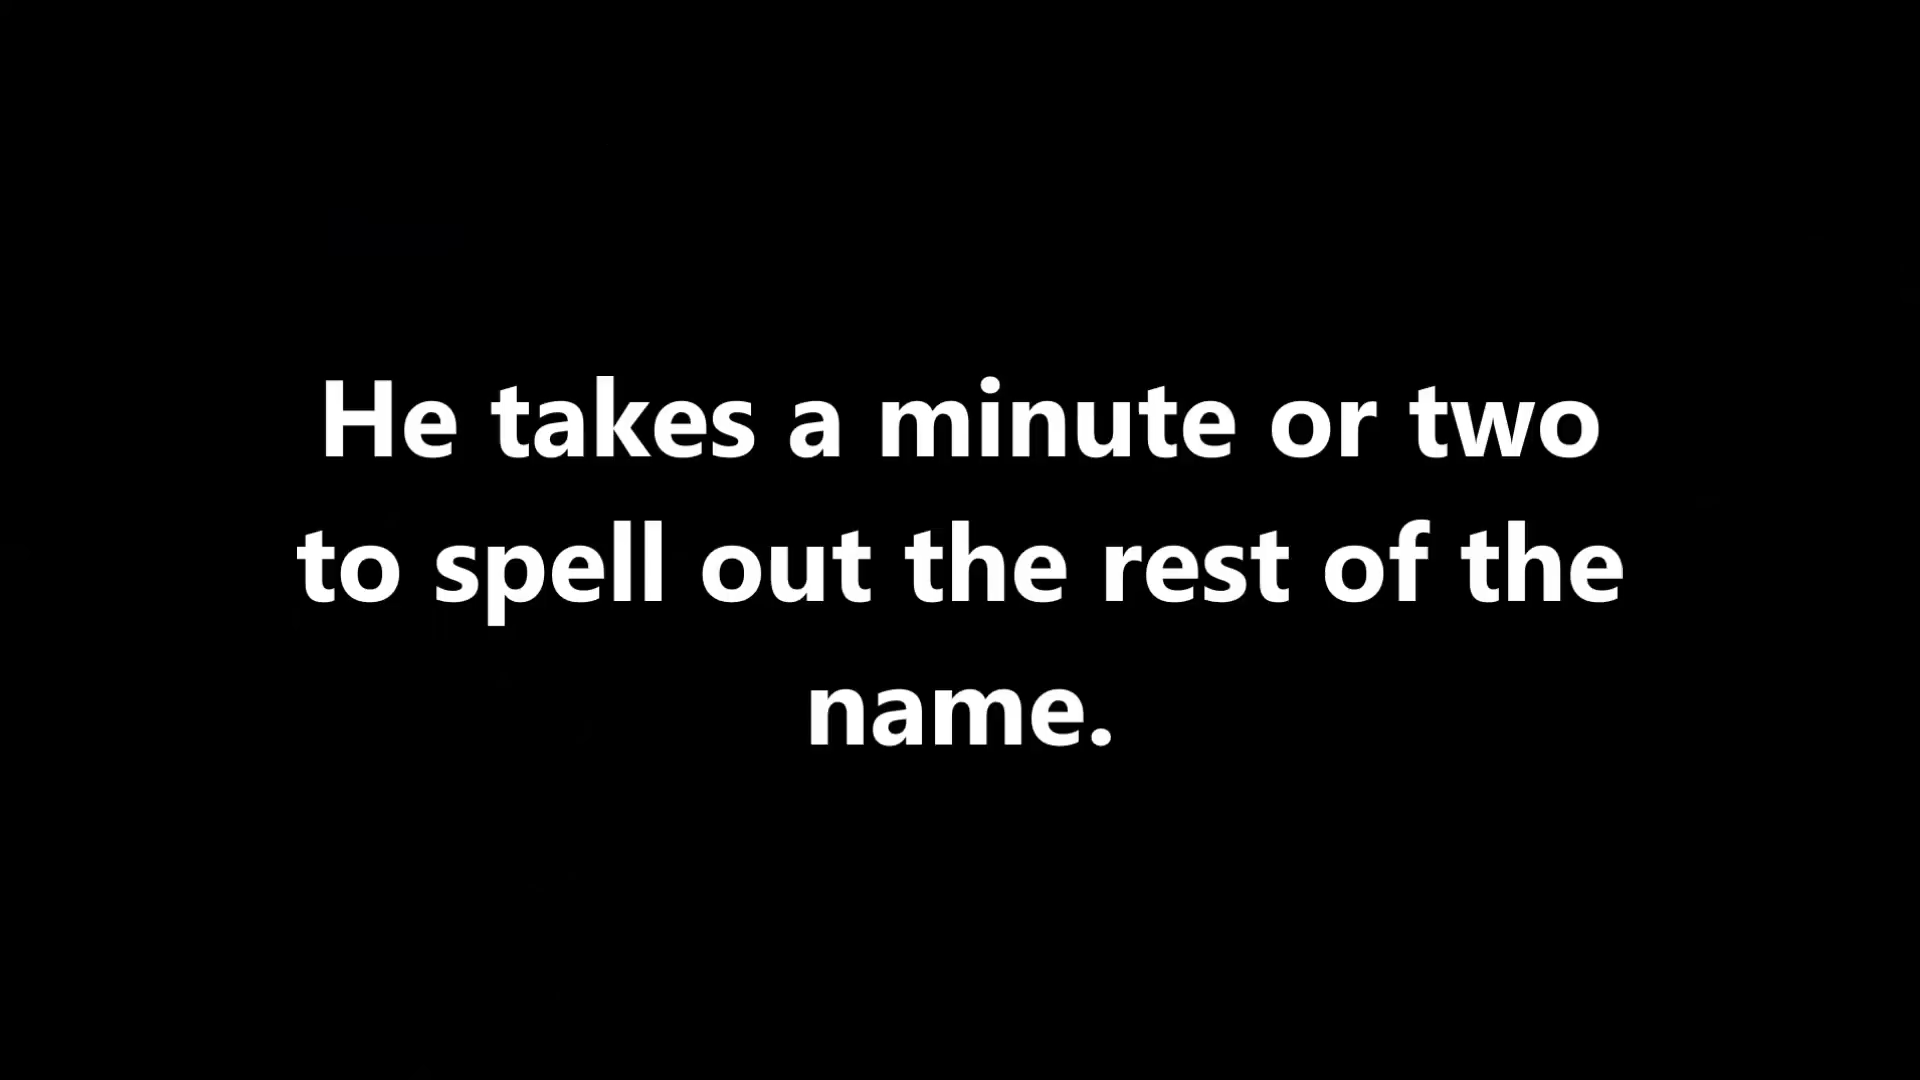 He takes a minute or two
to spell out the rest of the
name.